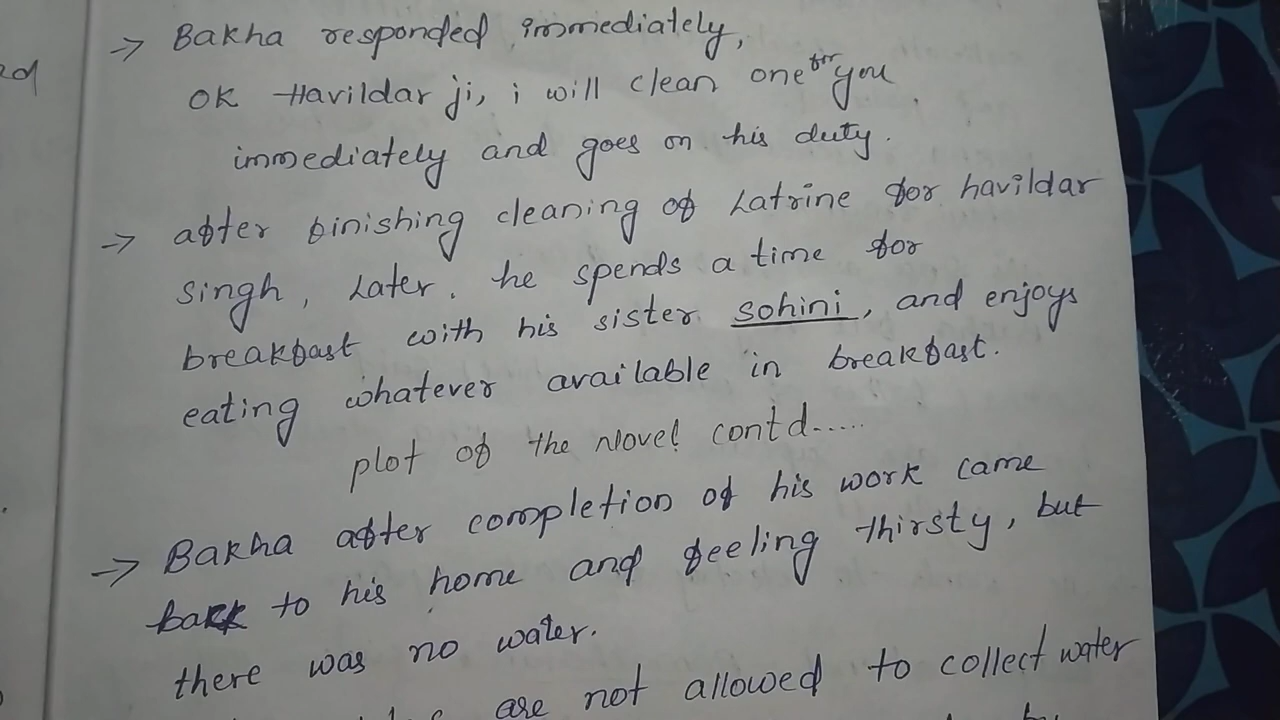 → Bakha responded immediately,
OK Havildar ji, i will clean one for you
immediately and goes on his duty.
→ after finishing cleaning of Latrine for havildar
singh, Later, he spends a time for
breakfast with his sister sohini, and enjoys
eating whatever available in breakfast.
plot of the Novel contd.....
→ Bakha after completion of his work came
back to his home and feeling thirsty, but
there was no water.
are not allowed to collect water